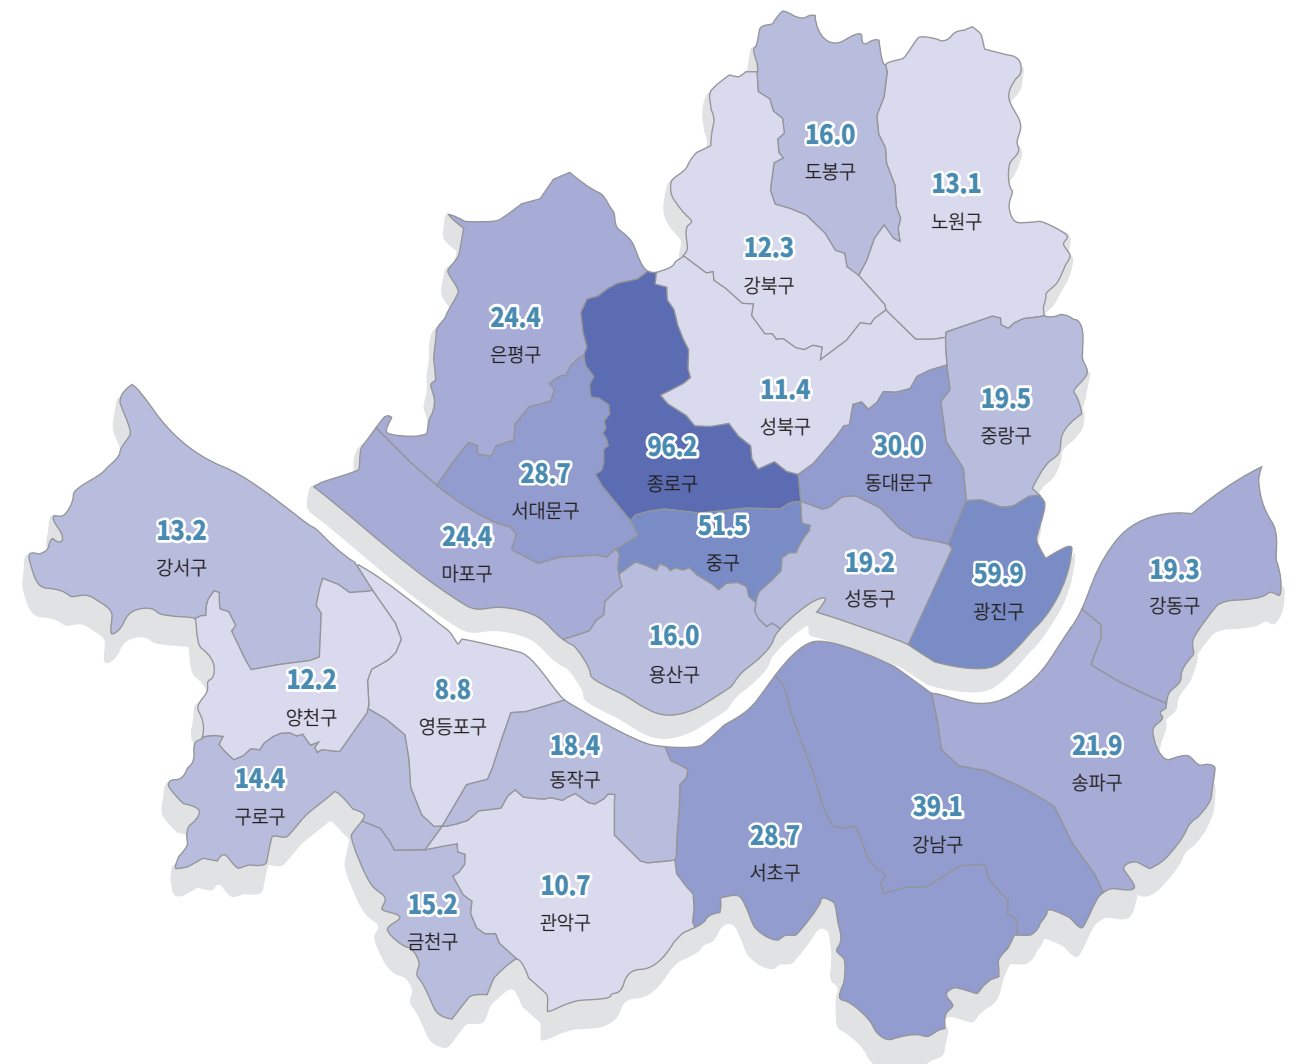 16.0
도봉구
13.1
노원구
12.3
강북구
24.4
은평구
11.4
성북구
19.5
중랑구
96.2
종로구
30.0
동대문구
28.7
서대문구
13.2
강서구
24.4
마포구
51.5
중구
19.2
성동구
59.9
광진구
19.3
강동구
16.0
용산구
12.2
양천구
8.8
영등포구
18.4
동작구
21.9
송파구
14.4
구로구
39.1
강남구
28.7
서초구
10.7
관악구
15.2
금천구